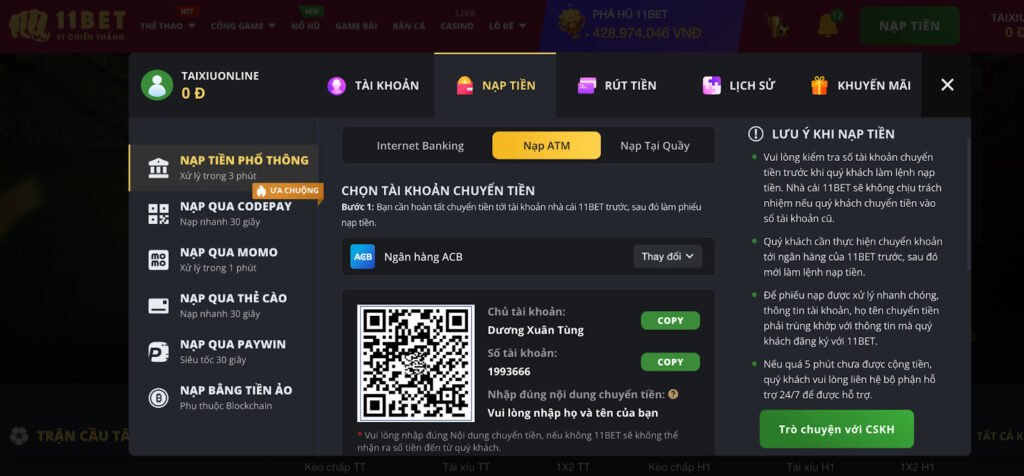 11BET
VỊ CHIẾN THẮNG
THỂ THAO
HOT
CỔNG GAME
NỔ HŨ
NEW
GAME BÀI
BẮN CÁ
LIVE
CASINO
LÔ ĐỀ
PHÁ HŨ 11BET
428.974.046 VNĐ
12
NẠP TIỀN
TAIXIU
0 Đ
TAIXIUONLINE
0 Đ
TÀI KHOẢN
NẠP TIỀN
RÚT TIỀN
LỊCH SỬ
KHUYẾN MÃI
NẠP TIỀN PHỔ THÔNG
Xử lý trong 3 phút
ƯA CHUỘNG
NẠP QUA CODEPAY
Nạp nhanh 30 giây
NẠP QUA MOMO
Xử lý trong 1 phút
NẠP QUA THẺ CÀO
Nạp nhanh 30 giây
NẠP QUA PAYWIN
Siêu tốc 30 giây
NẠP BẰNG TIỀN ẢO
Phụ thuộc Blockchain
Internet Banking
Nạp ATM
Nạp Tại Quầy
CHỌN TÀI KHOẢN CHUYỂN TIỀN
Bước 1: Bạn cần hoàn tất chuyển tiền tới tài khoản nhà cái 11BET trước, sau đó làm phiếu
nạp tiền.
ACB
Ngân hàng ACB
Thay đổi
Chủ tài khoản:
Dương Xuân Tùng
COPY
Số tài khoản:
1993666
COPY
Nhập đúng nội dung chuyển tiền:
Vui lòng nhập họ và tên của bạn
* Vui lòng nhập đúng Nội dung chuyển tiền, nếu không 11BET sẽ không thể
nhận ra số tiền đến từ quý khách.
LƯU Ý KHI NẠP TIỀN
Vui lòng kiểm tra số tài khoản chuyển
tiền trước khi quý khách làm lệnh nạp
tiền. Nhà cái 11BET sẽ không chịu trách
nhiệm nếu quý khách chuyển tiền vào
số tài khoản cũ.
Quý khách cần thực hiện chuyển khoản
tới ngân hàng của 11BET trước, sau đó
mới làm lệnh nạp tiền.
Để phiếu nạp được xử lý nhanh chóng,
thông tin tài khoản, họ tên chuyển tiền
phải trùng khớp với thông tin mà quý
khách đăng ký với 11BET.
Nếu quá 5 phút chưa được cộng tiền,
quý khách vui lòng liên hệ bộ phận hỗ
trợ 24/7 để được hỗ trợ.
Trò chuyện với CSKH
TRẬN CẦU TÂ
TẤT CẢ K
Kèo chấp TT
Tài xỉu TT
1X2 TT
Kèo chấp H1
Tài xỉu H1
1X2 H1